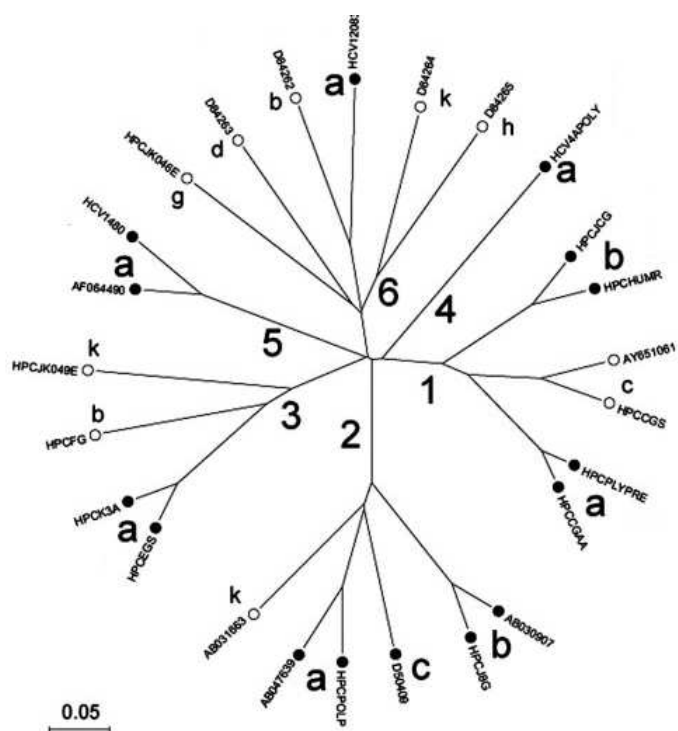 D84262
b
HCV1208
a
D84264
k
D84265
h
D84263
d
HPCJK046E
g
HCV4APOLY
a
HCV1480
a
AF064490
HPCJCG
b
HPCHUMR
6
4
5
HPCJK049E
k
AY651061
c
HPCCGS
1
3
2
b
HPCFG
HPCPLYPRE
a
HPCCGAA
HPCK3A
a
HPCEGS
k
AB031663
AB030907
b
HPCJ8G
AB047639
a
HPCPOLP
c
D50409
0.05